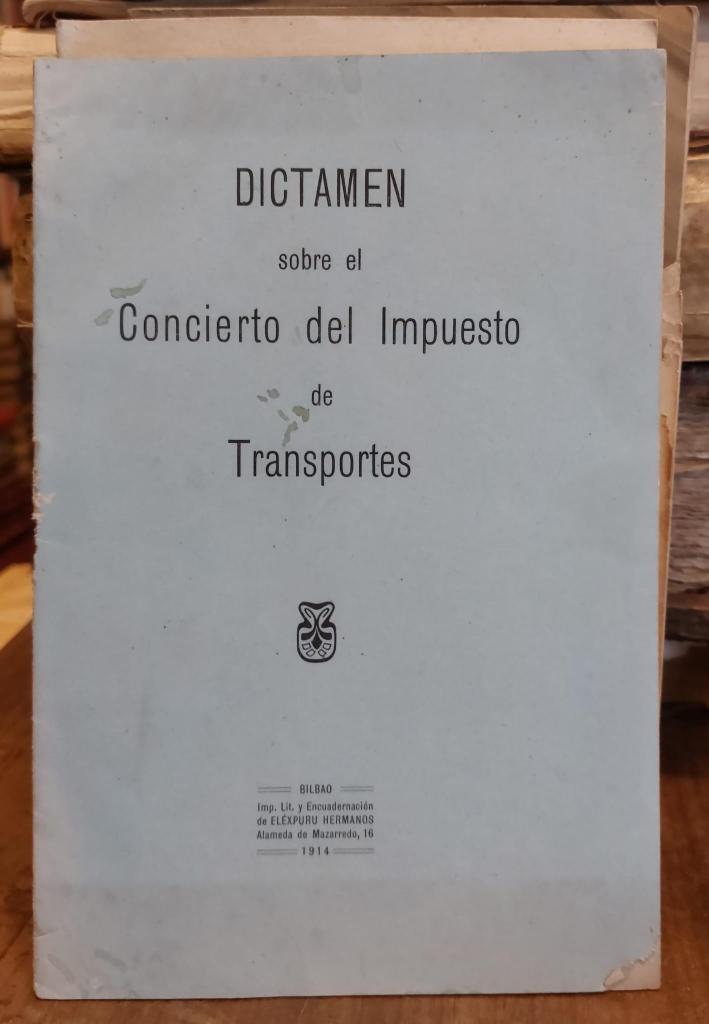 DICTAMEN
sobre el
Concierto del Impuesto
de
Transportes
BILBAO
Imp. Lit. y Encuadernación
de ELÉXPURU HERMANOS
Alameda de Mazarredo, 16
1914